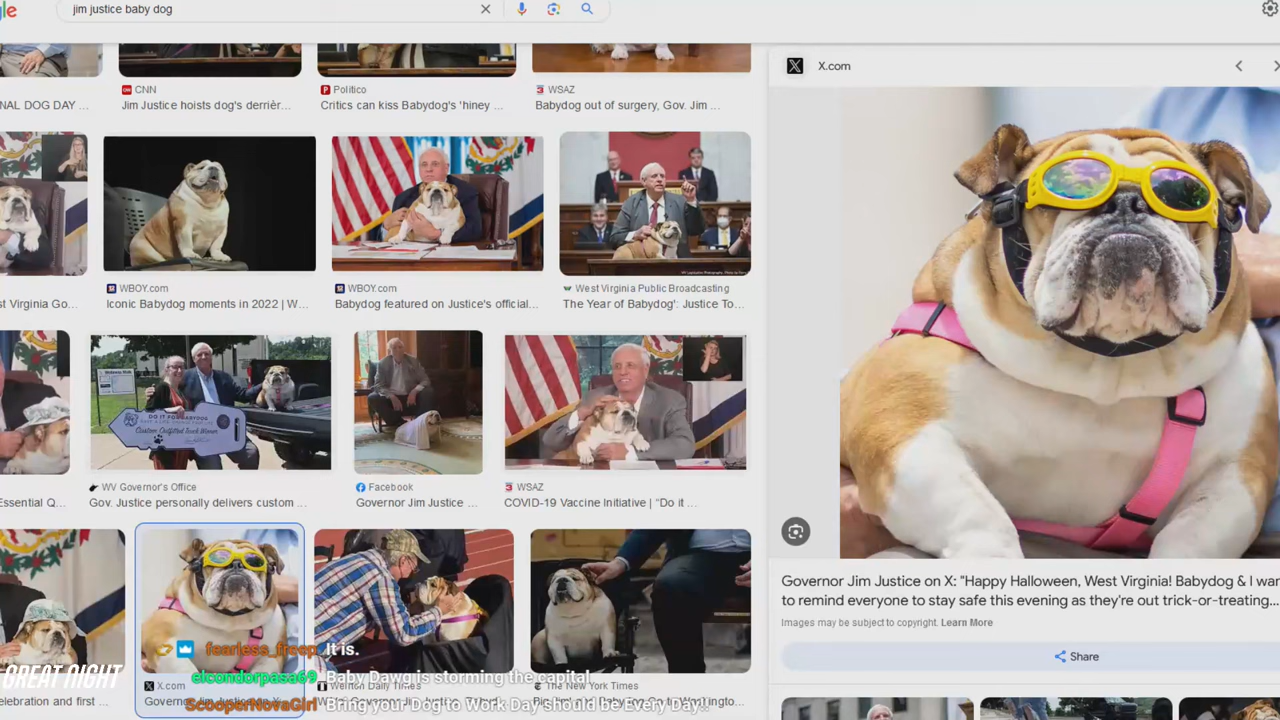 le
jim justice baby dog
CNN
Politico
WSAZ
NAL DOG DAY ...
Jim Justice hoists dog's derrièr...
Critics can kiss Babydog's 'hiney ...
Babydog out of surgery, Gov. Jim ...
WBOY.com
WBOY.com
West Virginia Public Broadcasting
st Virginia Go...
Iconic Babydog moments in 2022 | W...
Babydog featured on Justice's official...
The Year of Babydog': Justice To...
DO IT FOR BABYDOG
WV Governor's Office
Facebook
WSAZ
Essential Q...
Gov. Justice personally delivers custom ...
Governor Jim Justice ...
COVID-19 Vaccine Initiative | "Do it ...
fearless_freep It is.
GREAT NIGHT
elcondorpasa69 Baby Dawg is storming the capital
X.com
The New York Times
ScooperNovaGirl Bring your Dog to Work Day should be Every Day..
elebration and first ...
X.com
Governor Jim Justice on X: "Happy Halloween, West Virginia! Babydog & I wan
to remind everyone to stay safe this evening as they're out trick-or-treating...
Images may be subject to copyright. Learn More
Share